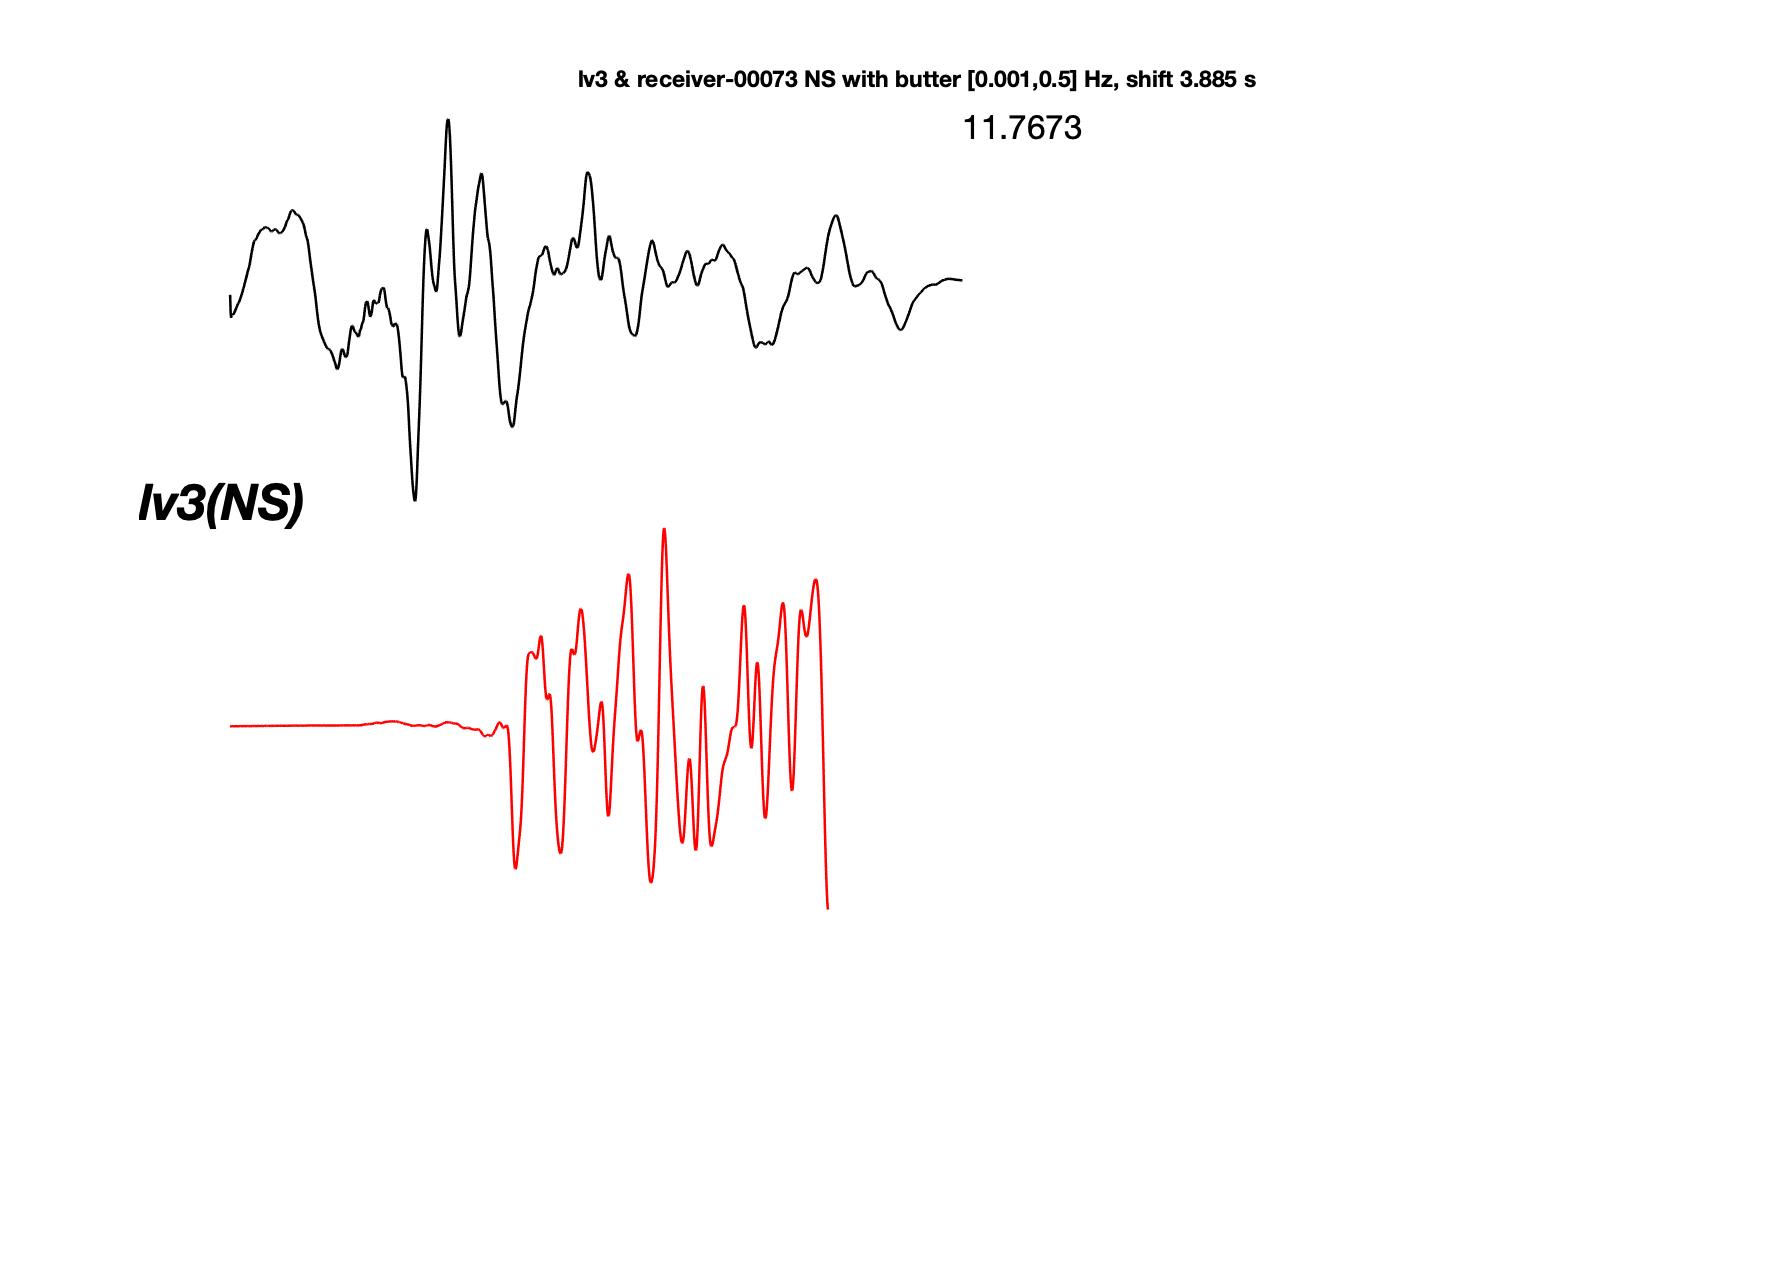 lv3 & receiver-00073 NS with butter [0.001,0.5] Hz, shift 3.885 s
11.7673
lv3(NS)